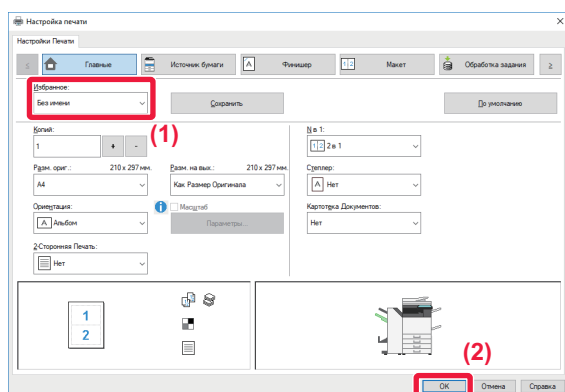 Настройка печати
Настройки Печати
Главные
Источник бумаги
Финишер
Макет
Обработка задания
Избранное:
Без имени
Сохранить
По умолчанию
(1)
Копий:
1
+
-
N в 1:
2 в 1
Разм. ориг.: 210 x 297 мм.
A4
Разм. на вых.: 210 x 297 мм.
Как Размер Оригинала
Степлер:
Нет
Ориентация:
Альбом
Масштаб
Параметры...
Картотека Документов:
Нет
2-Сторонняя Печать:
Нет
1
2
(2)
OK
Отмена
Справка